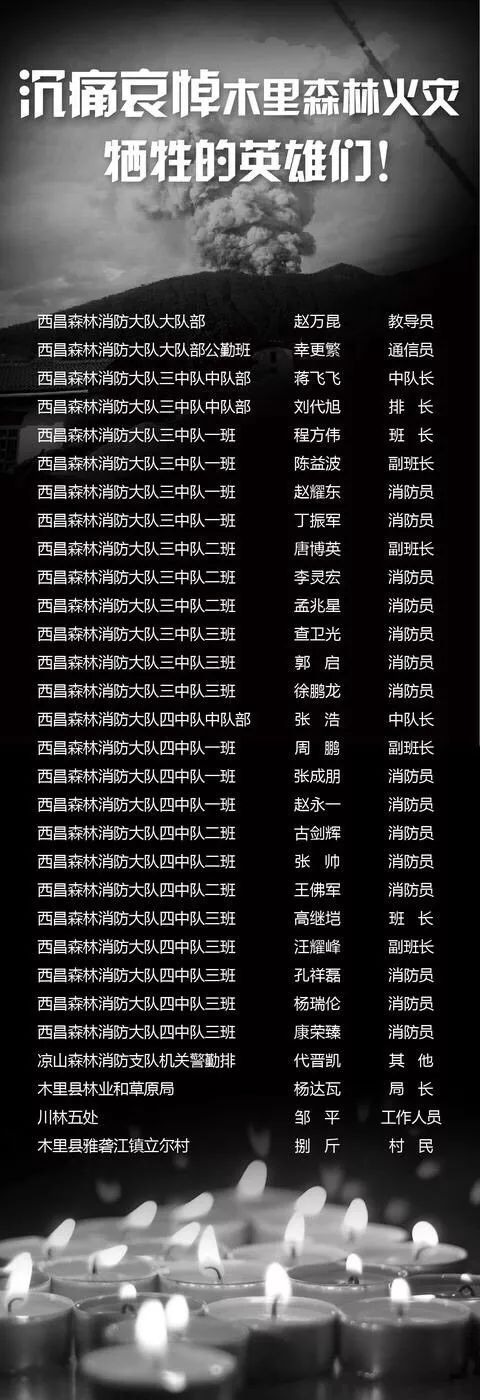 沉痛哀悼木里森林火灾
牺牲的英雄们!
西昌森林消防大队大队部 赵万昆 教导员
西昌森林消防大队大队部公勤班 幸更繁 通信员
西昌森林消防大队三中队中队部 蒋飞飞 中队长
西昌森林消防大队三中队中队部 刘代旭 排 长
西昌森林消防大队三中队一班 程方伟 班 长
西昌森林消防大队三中队一班 陈益波 副班长
西昌森林消防大队三中队一班 赵耀东 消防员
西昌森林消防大队三中队一班 丁振军 消防员
西昌森林消防大队三中队二班 唐博英 副班长
西昌森林消防大队三中队二班 李灵宏 消防员
西昌森林消防大队三中队二班 孟兆星 消防员
西昌森林消防大队三中队三班 查卫光 消防员
西昌森林消防大队三中队三班 郭 启 消防员
西昌森林消防大队三中队三班 徐鹏龙 消防员
西昌森林消防大队四中队中队部 张 浩 中队长
西昌森林消防大队四中队一班 周 鹏 副班长
西昌森林消防大队四中队一班 张成朋 消防员
西昌森林消防大队四中队一班 赵永一 消防员
西昌森林消防大队四中队二班 古剑辉 消防员
西昌森林消防大队四中队二班 张 帅 消防员
西昌森林消防大队四中队二班 王佛军 消防员
西昌森林消防大队四中队三班 高继垲 班 长
西昌森林消防大队四中队三班 汪耀峰 副班长
西昌森林消防大队四中队三班 孔祥磊 消防员
西昌森林消防大队四中队三班 杨瑞伦 消防员
西昌森林消防大队四中队三班 康荣臻 消防员
凉山森林消防支队机关警勤排 代晋凯 其 他
木里县林业和草原局 杨达瓦 局 长
川林五处 邹 平 工作人员
木里县雅砻江镇立尔村 捌 斤 村 民